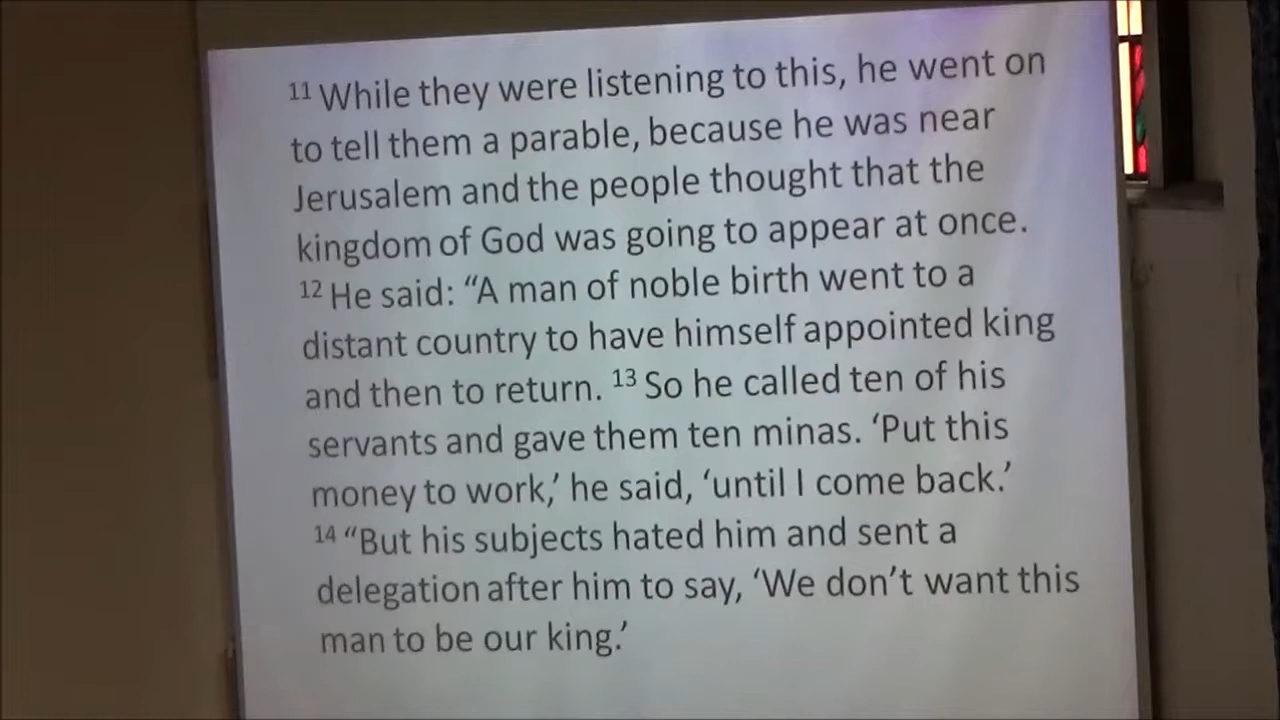 11 While they were listening to this, he went on
to tell them a parable, because he was near
Jerusalem and the people thought that the
kingdom of God was going to appear at once.
12 He said: “A man of noble birth went to a
distant country to have himself appointed king
and then to return. 13 So he called ten of his
servants and gave them ten minas. ‘Put this
money to work,’ he said, ‘until I come back.’
14 “But his subjects hated him and sent a
delegation after him to say, ‘We don’t want this
man to be our king.’